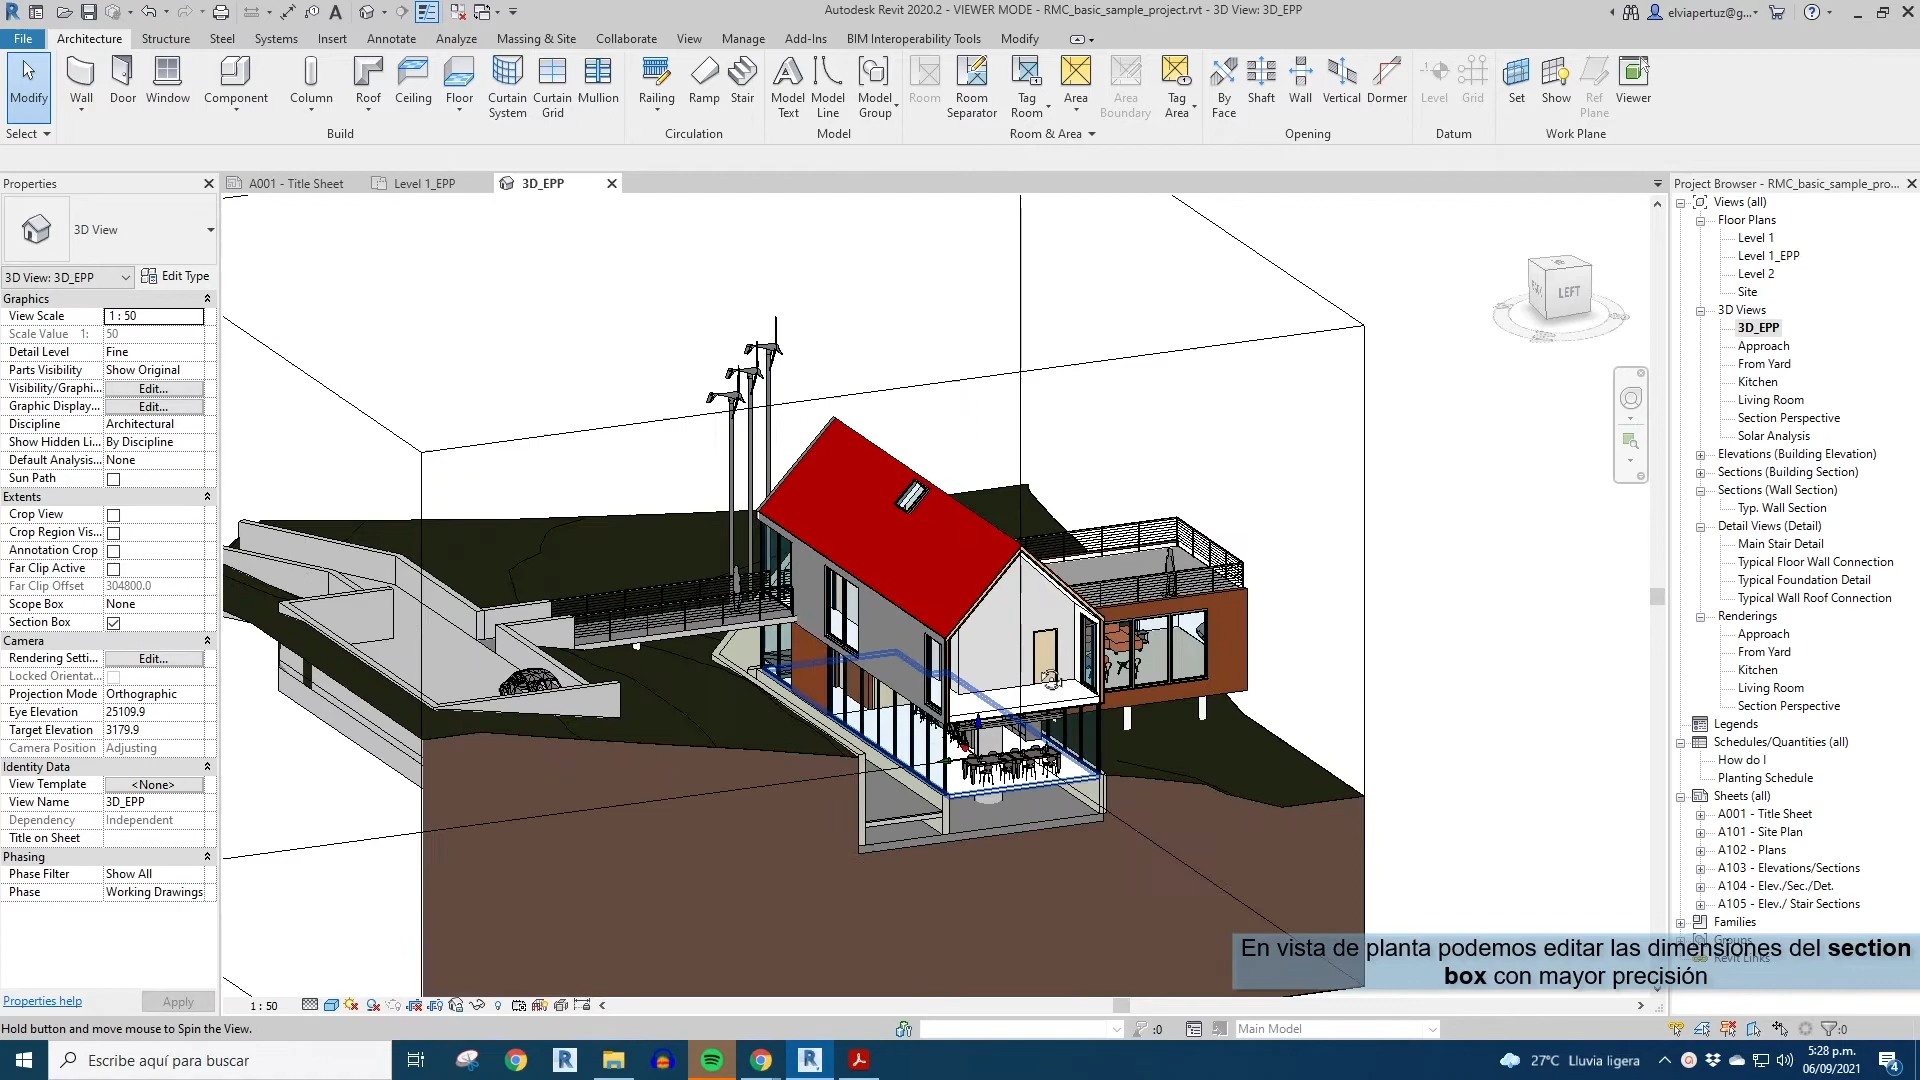 Autodesk Revit 2020.2 - VIEWER MODE - RMC_basic_sample_project.rvt - 3D View: 3D_EPP
elviapertuz@g...
File Architecture Structure Steel Systems Insert Annotate Analyze Massing & Site Collaborate View Manage Add-Ins BIM Interoperability Tools Modify
Modify Wall Door Window Component Column Roof Ceiling Floor Curtain System Curtain Grid Mullion Railing Ramp Stair Model Text Model Line Model Group Room Room Separator Tag Room Area Area Boundary Tag Area By Face Shaft Wall Vertical Dormer Level Grid Set Show Ref Plane Viewer
Select Build Circulation Model Room & Area Opening Datum Work Plane
Properties
A001 - Title Sheet Level 1_EPP 3D_EPP
Project Browser - RMC_basic_sample_pro...
3D View
3D View: 3D_EPP Edit Type
Graphics
View Scale 1 : 50
Scale Value 1: 50
Detail Level Fine
Parts Visibility Show Original
Visibility/Graphi... Edit...
Graphic Display... Edit...
Discipline Architectural
Show Hidden Li... By Discipline
Default Analysis... None
Sun Path
Extents
Crop View
Crop Region Vis...
Annotation Crop
Far Clip Active
Far Clip Offset 304800.0
Scope Box None
Section Box
Camera
Rendering Setti... Edit...
Locked Orientat...
Projection Mode Orthographic
Eye Elevation 25109.9
Target Elevation 3179.9
Camera Position Adjusting
Identity Data
View Template <None>
View Name 3D_EPP
Dependency Independent
Title on Sheet
Phasing
Phase Filter Show All
Phase Working Drawings
Properties help Apply
LEFT
Views (all)
Floor Plans
Level 1
Level 1_EPP
Level 2
Site
3D Views
3D_EPP
Approach
From Yard
Kitchen
Living Room
Section Perspective
Solar Analysis
Elevations (Building Elevation)
Sections (Building Section)
Sections (Wall Section)
Typ. Wall Section
Detail Views (Detail)
Main Stair Detail
Typical Floor Wall Connection
Typical Foundation Detail
Typical Wall Roof Connection
Renderings
Approach
From Yard
Kitchen
Living Room
Section Perspective
Legends
Schedules/Quantities (all)
How do I
Planting Schedule
Sheets (all)
A001 - Title Sheet
A101 - Site Plan
A102 - Plans
A103 - Elevations/Sections
A104 - Elev./Sec./Det.
A105 - Elev./ Stair Sections
Families
Groups
Revit Links
En vista de planta podemos editar las dimensiones del section
box con mayor precisión
1 : 50
Hold button and move mouse to Spin the View.
:0 Main Model :0
Escribe aquí para buscar
27°C Lluvia ligera
5:28 p.m.
06/09/2021
4